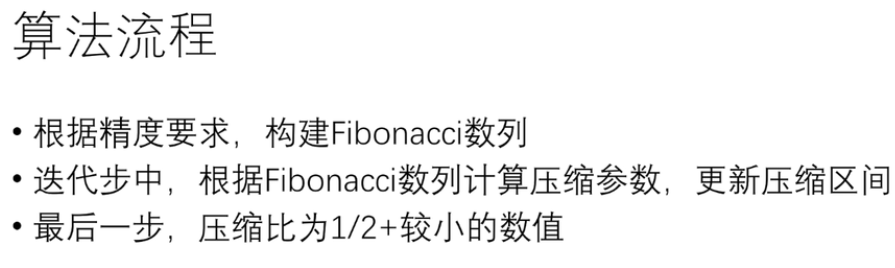 算法流程
• 根据精度要求，构建Fibonacci数列
• 迭代步中，根据Fibonacci数列计算压缩参数，更新压缩区间
• 最后一步，压缩比为1/2+较小的数值